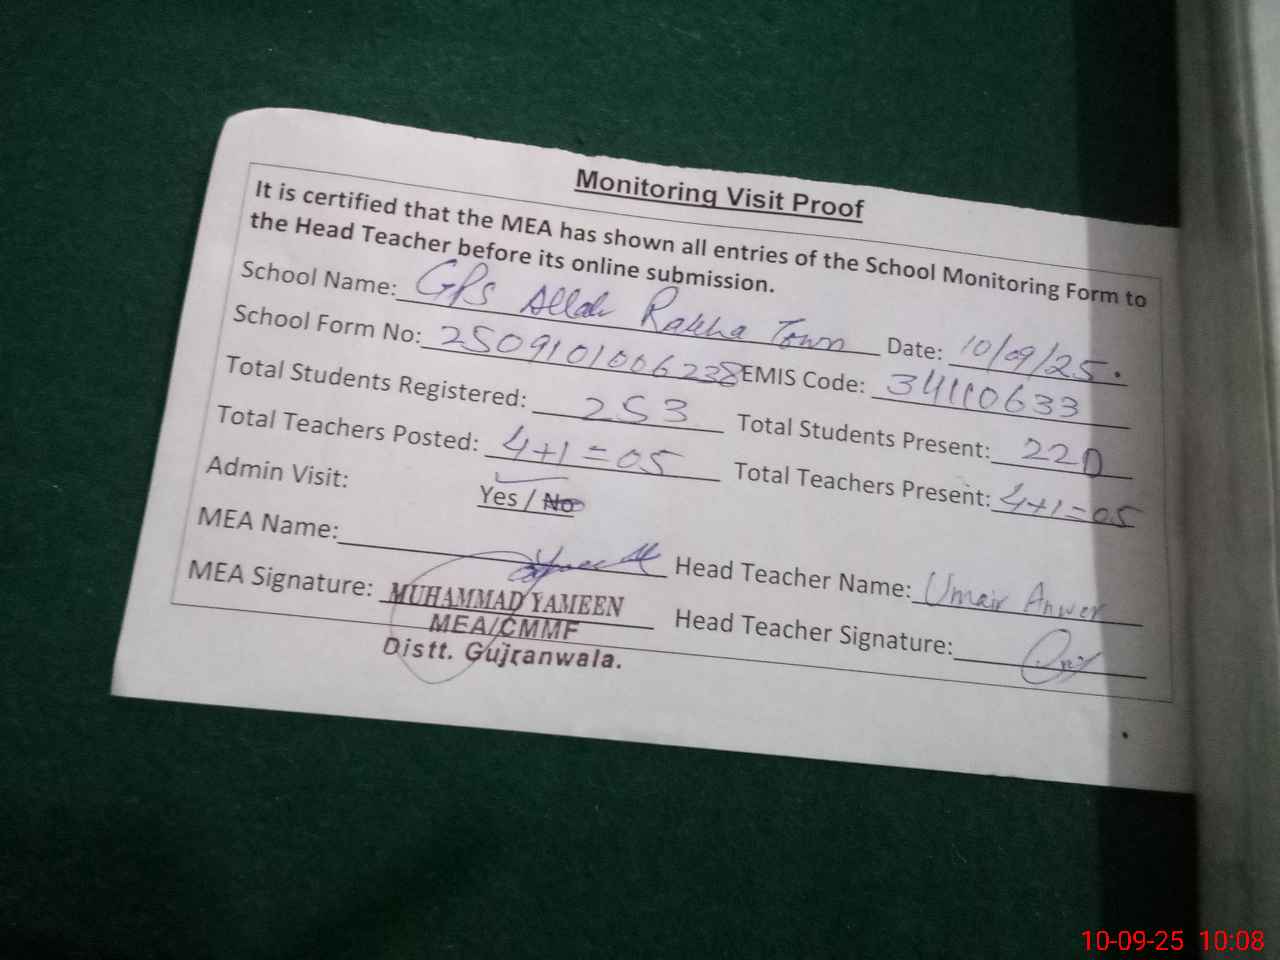 Monitoring Visit Proof
It is certified that the MEA has shown all entries of the School Monitoring Form to
the Head Teacher before its online submission.
School Name: GPS Allah Rakha Town Date: 10/09/25.
School Form No: 2509101006238 EMIS Code: 34110633
Total Students Registered: 253 Total Students Present: 220
Total Teachers Posted: 4+1=05 Total Teachers Present: 4+1=05
Admin Visit: Yes / No
MEA Name: Head Teacher Name: Umair Anwer
MEA Signature: MUHAMMAD YAMEEN Head Teacher Signature:
MEA/CMMF
Distt. Gujranwala.
10-09-25 10:08